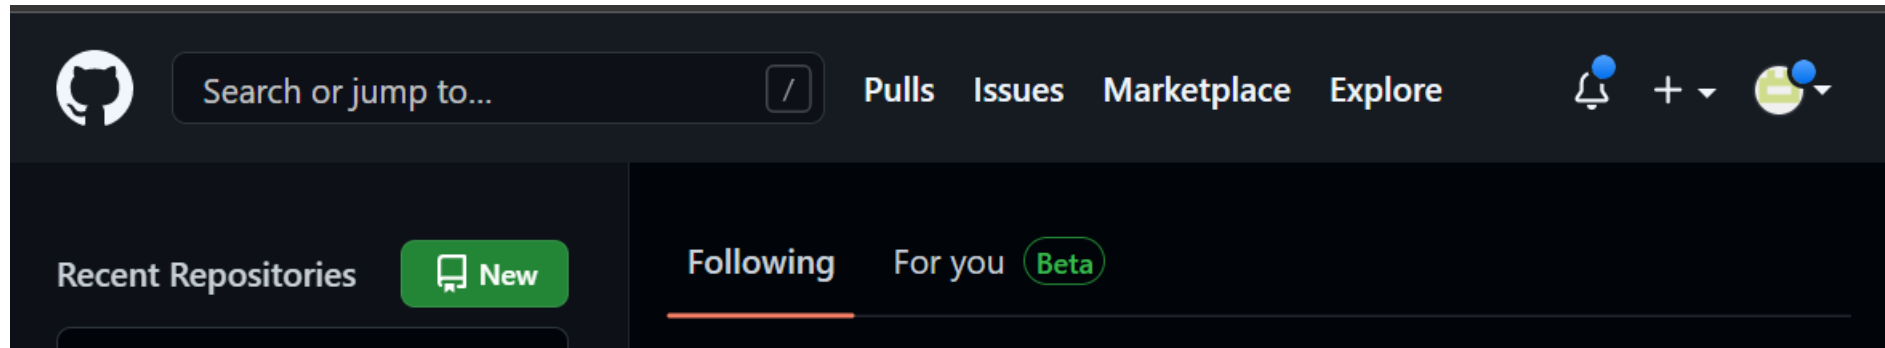 Search or jump to... / Pulls Issues Marketplace Explore
Recent Repositories New
Following For you Beta